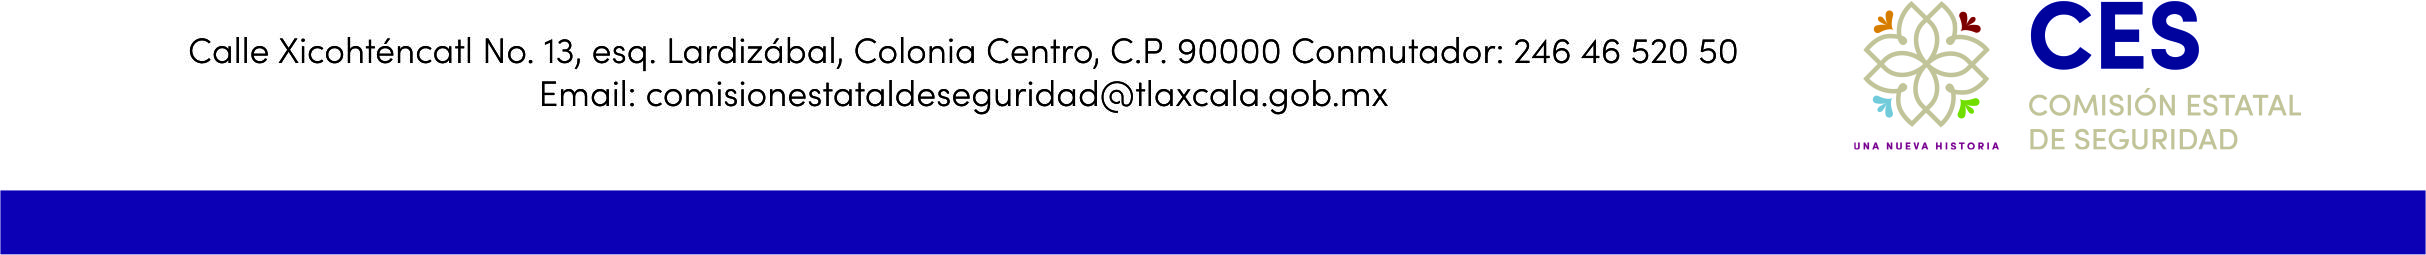 Calle Xicohténcatl No. 13, esq. Lardizábal, Colonia Centro, C.P. 90000 Conmutador: 246 46 520 50
Email: comisionestataldeseguridad@tlaxcala.gob.mx
UNA NUEVA HISTORIA
CES
COMISIÓN ESTATAL
DE SEGURIDAD